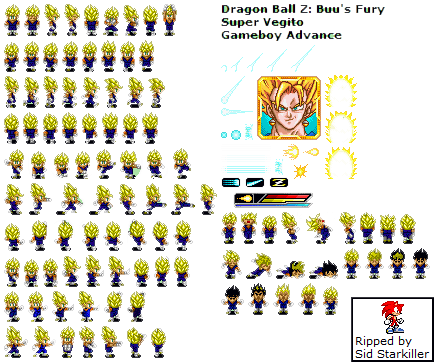 Dragon Ball Z: Buu's Fury
Super Vegito
Gameboy Advance
Ripped by
Sid Starkiller